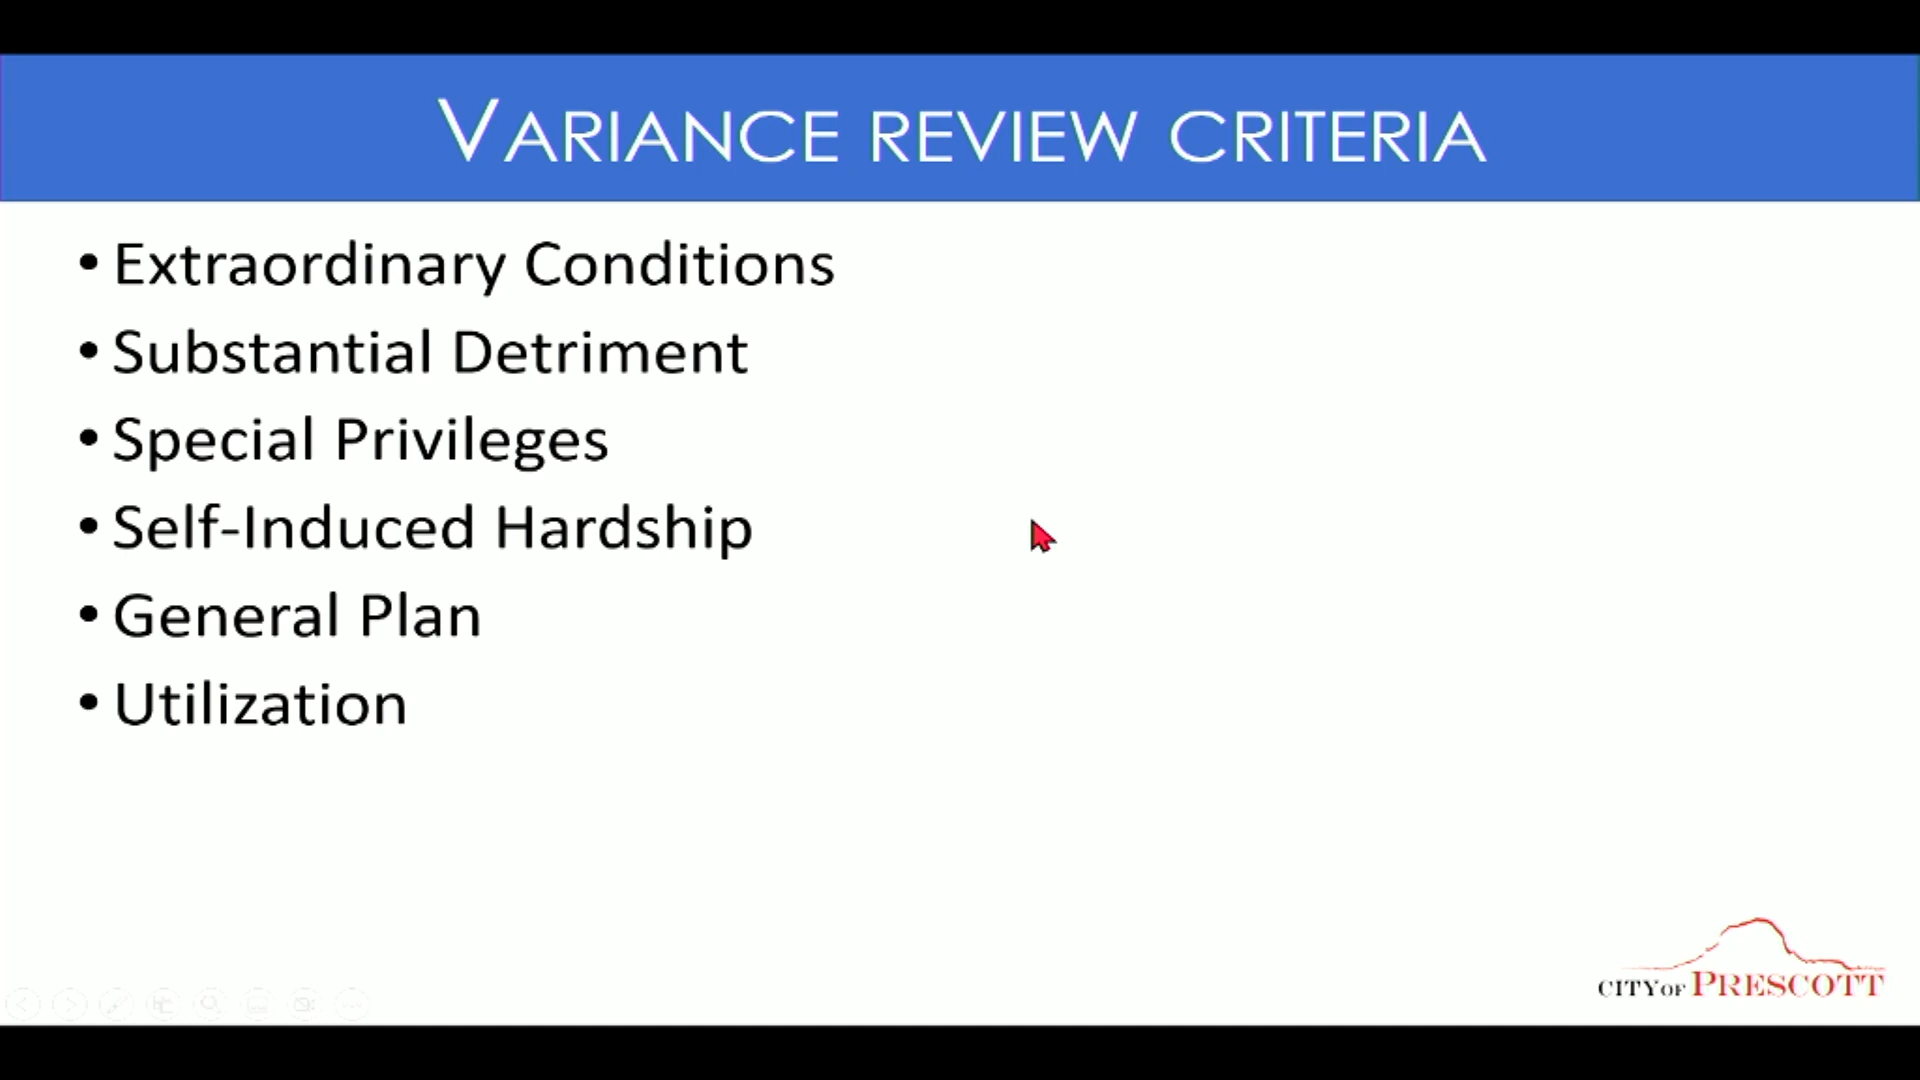 VARIANCE REVIEW CRITERIA
• Extraordinary Conditions
• Substantial Detriment
• Special Privileges
• Self-Induced Hardship
• General Plan
• Utilization
CITY OF PRESCOTT